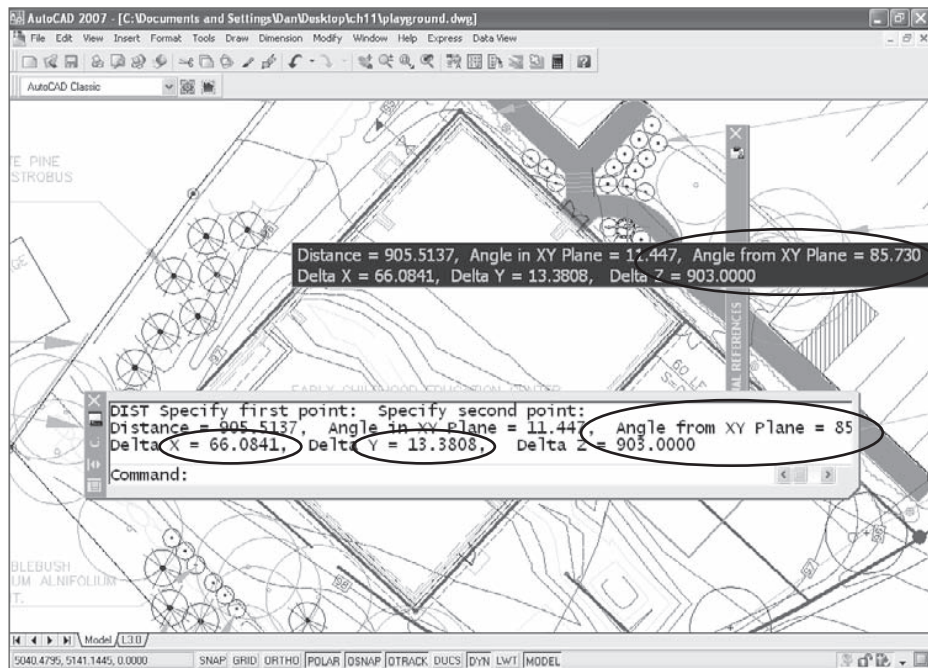 AutoCAD 2007 - [C:\Documents and Settings\Dan\Desktop\ch11\playground.dwg]
File Edit View Insert Format Tools Draw Dimension Modify Window Help Express Data View
AutoCAD Classic
PINE
STROBUS
Distance = 905.5137, Angle in XY Plane = 11.447, Angle from XY Plane = 85.730
Delta X = 66.0841, Delta Y = 13.3808, Delta Z = 903.0000
60 LF
EARLY CHILDHOOD EDUCATION CENTER
DIST Specify first point: Specify second point:
Distance = 905.5137, Angle in XY Plane = 11.447, Angle from XY Plane = 85
Delta X = 66.0841, Delta Y = 13.3808, Delta Z = 903.0000
Command:
98
97
96
Model L3.0
5040.4795, 5141.1445, 0.0000 SNAP GRID ORTHO POLAR OSNAP OTRACK DUCS DYN LWT MODEL